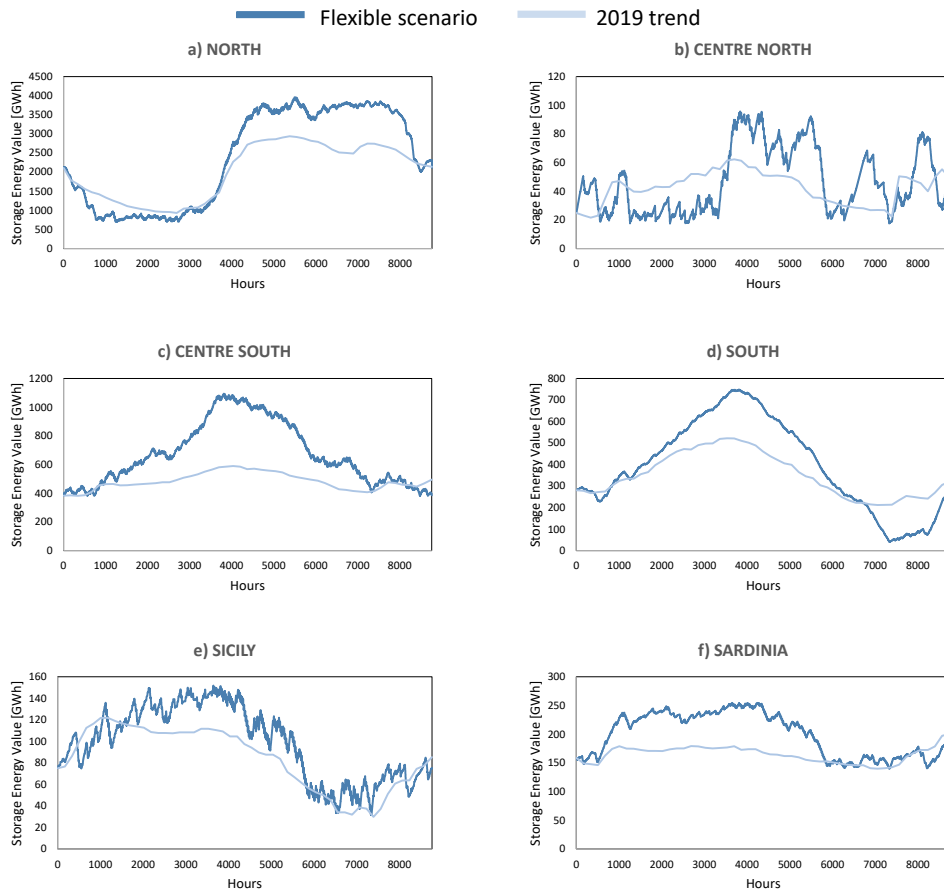 Flexible scenario 2019 trend
a) NORTH
Storage Energy Value [GWh]
4500
4000
3500
3000
2500
2000
1500
1000
500
0
0 1000 2000 3000 4000 5000 6000 7000 8000
Hours
b) CENTRE NORTH
Storage Energy Value [GWh]
120
100
80
60
40
20
0
0 1000 2000 3000 4000 5000 6000 7000 8000
Hours
c) CENTRE SOUTH
Storage Energy Value [GWh]
1200
1000
800
600
400
200
0
0 1000 2000 3000 4000 5000 6000 7000 8000
Hours
d) SOUTH
Storage Energy Value [GWh]
800
700
600
500
400
300
200
100
0
0 1000 2000 3000 4000 5000 6000 7000 8000
Hours
e) SICILY
Storage Energy Value [GWh]
160
140
120
100
80
60
40
20
0
0 1000 2000 3000 4000 5000 6000 7000 8000
Hours
f) SARDINIA
Storage Energy Value [GWh]
300
250
200
150
100
50
0
0 1000 2000 3000 4000 5000 6000 7000 8000
Hours